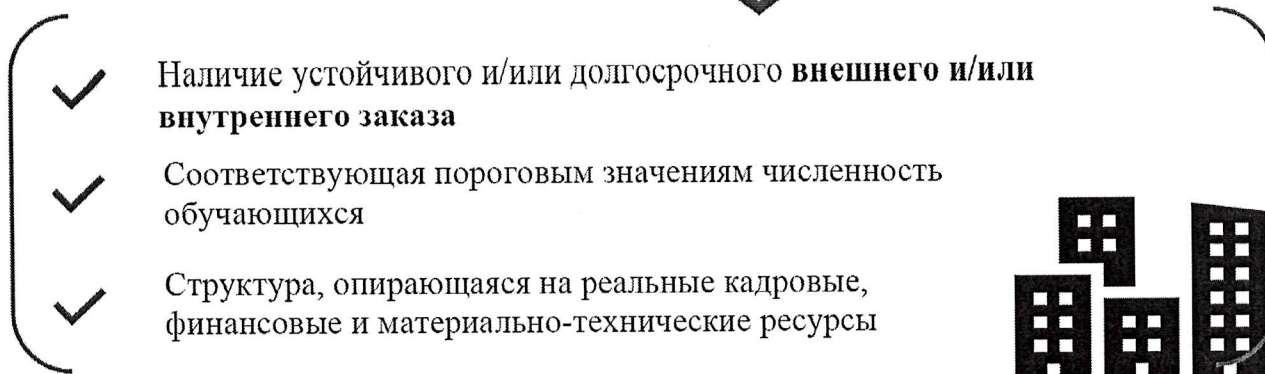 Наличие устойчивого и/или долгосрочного внешнего и/или
внутреннего заказа
Соответствующая пороговым значениям численность
обучающихся
Структура, опирающаяся на реальные кадровые,
финансовые и материально-технические ресурсы